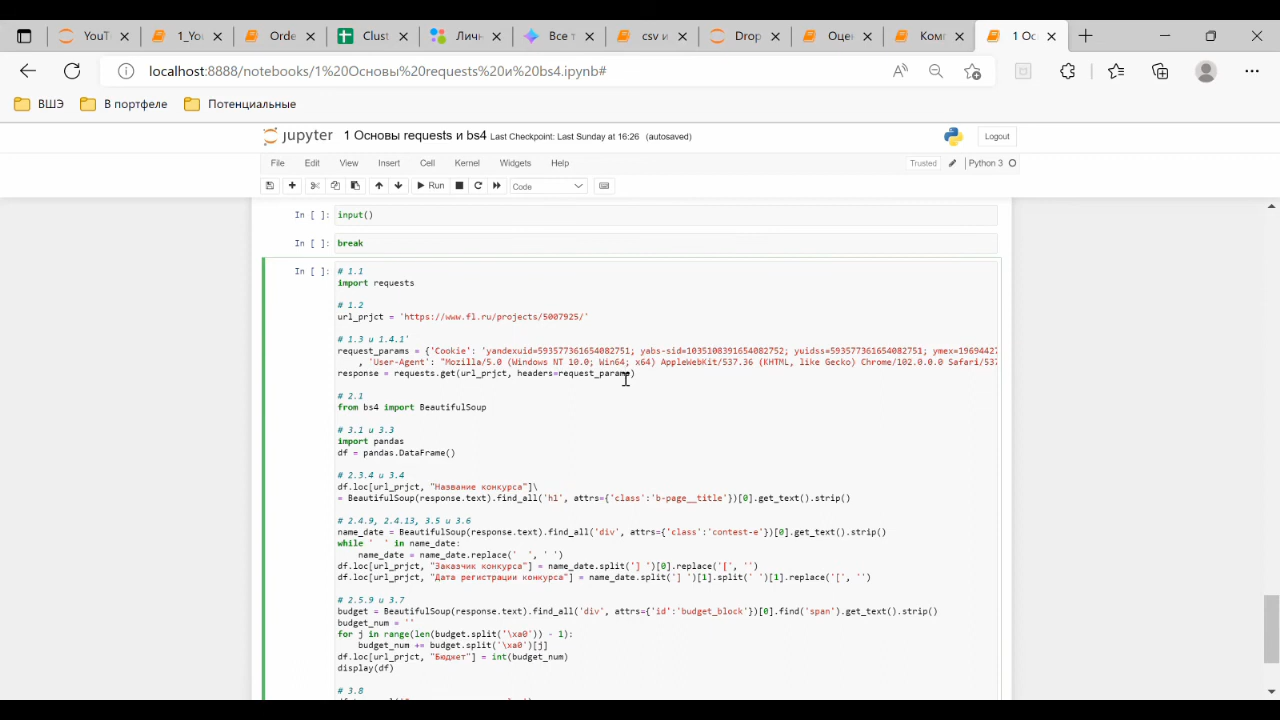 YouT
1_Yo
Orde
Clust
Личн
Все т
csv и
Drop
Оцен
Комп
1 Ос
localhost:8888/notebooks/1%20Основы%20requests%20и%20bs4.ipynb#
ВШЭ В портфеле Потенциальные
jupyter 1 Основы requests и bs4 Last Checkpoint: Last Sunday at 16:26 (autosaved) Logout
File Edit View Insert Cell Kernel Widgets Help Trusted Python 3
Run Code
In [ ]: input()
In [ ]: break
In [ ]: # 1.1
import requests
# 1.2
url_prjct = 'https://www.fl.ru/projects/5007925/'
# 1.3 и 1.4.1'
request_params = {'Cookie': 'yandexuid=593577361654082751; yabs-sid=1035108391654082752; yuidss=593577361654082751; ymex=19694427
, 'User-Agent': "Mozilla/5.0 (Windows NT 10.0; Win64; x64) AppleWebKit/537.36 (KHTML, like Gecko) Chrome/102.0.0.0 Safari/537
response = requests.get(url_prjct, headers=request_params)
# 2.1
from bs4 import BeautifulSoup
# 3.1 и 3.3
import pandas
df = pandas.DataFrame()
# 2.3.4 и 3.4
df.loc[url_prjct, "Название конкурса"]\
= BeautifulSoup(response.text).find_all('h1', attrs={'class':'b-page__title'})[0].get_text().strip()
# 2.4.9, 2.4.13, 3.5 и 3.6
name_date = BeautifulSoup(response.text).find_all('div', attrs={'class':'contest-e'})[0].get_text().strip()
while '  ' in name_date:
name_date = name_date.replace('  ', ' ')
df.loc[url_prjct, "Заказчик конкурса"] = name_date.split('] ')[0].replace('[', '')
df.loc[url_prjct, "Дата регистрации конкурса"] = name_date.split('] ')[1].split(' ')[1].replace('[', '')
# 2.5.9 и 3.7
budget = BeautifulSoup(response.text).find_all('div', attrs={'id':'budget_block'})[0].find('span').get_text().strip()
budget_num = ''
for j in range(len(budget.split('\xa0')) - 1):
budget_num += budget.split('\xa0')[j]
df.loc[url_prjct, "Бюджет"] = int(budget_num)
display(df)
# 3.8